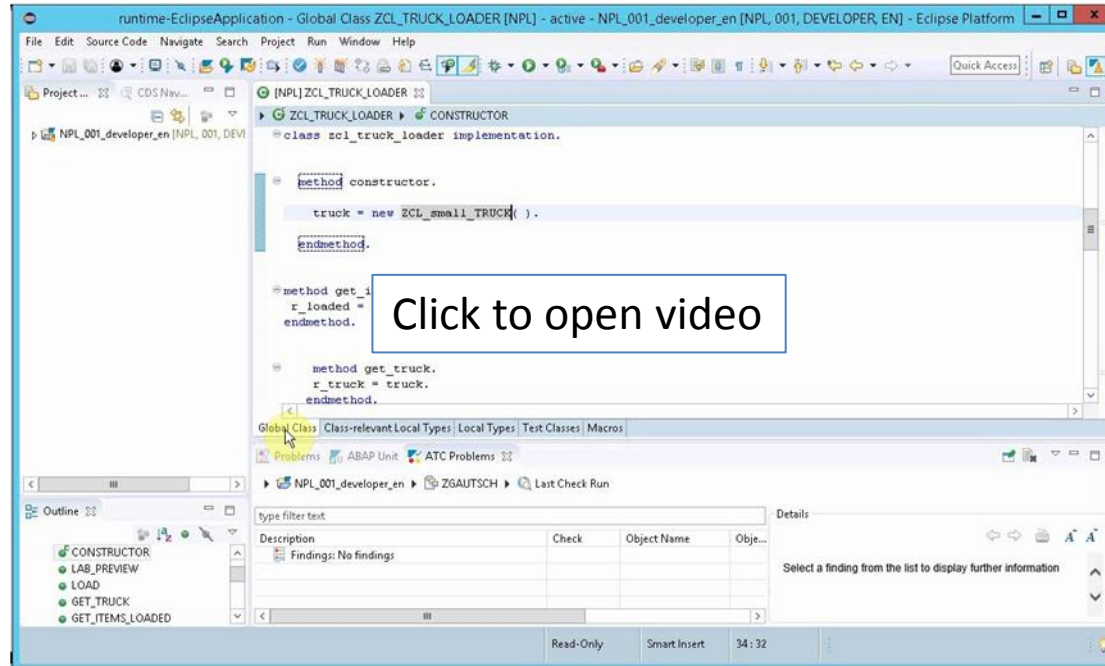 runtime-EclipseApplication - Global Class ZCL_TRUCK_LOADER [NPL] - active - NPL_001_developer_en [NPL, 001, DEVELOPER, EN] - Eclipse Platform
File Edit Source Code Navigate Search Project Run Window Help
Quick Access
Project ... CDS Nav...
[NPL] ZCL_TRUCK_LOADER
ZCL_TRUCK_LOADER CONSTRUCTOR
NPL_001_developer_en [NPL, 001, DEVE
class zcl_truck_loader implementation.
method constructor.
truck = new ZCL_small_TRUCK( ).
endmethod.
method get_i
r_loaded =
endmethod.
Click to open video
method get_truck.
r_truck = truck.
endmethod.
Global Class Class-relevant Local Types Local Types Test Classes Macros
Problems ABAP Unit ATC Problems
NPL_001_developer_en ZGAUTSCH Last Check Run
Outline
CONSTRUCTOR
LAB_PREVIEW
LOAD
GET_TRUCK
GET_ITEMS_LOADED
type filter text
Description Check Object Name Obje...
Findings: No findings
Details
Select a finding from the list to display further information
Read-Only Smart Insert 34 : 32